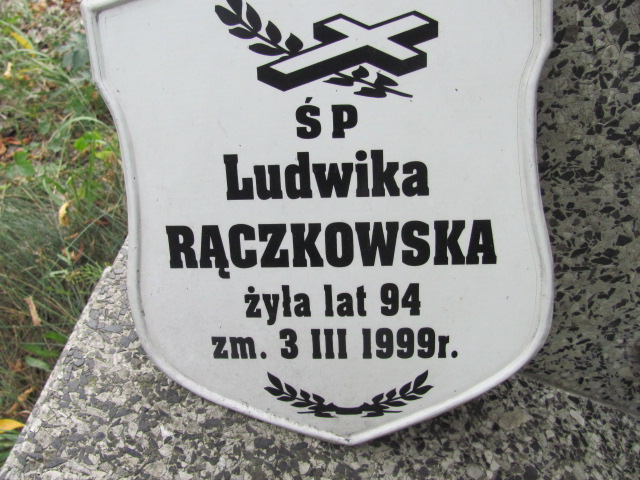 ŚP
Ludwika
RĄCZKOWSKA
żyła lat 94
zm. 3 III 1999r.